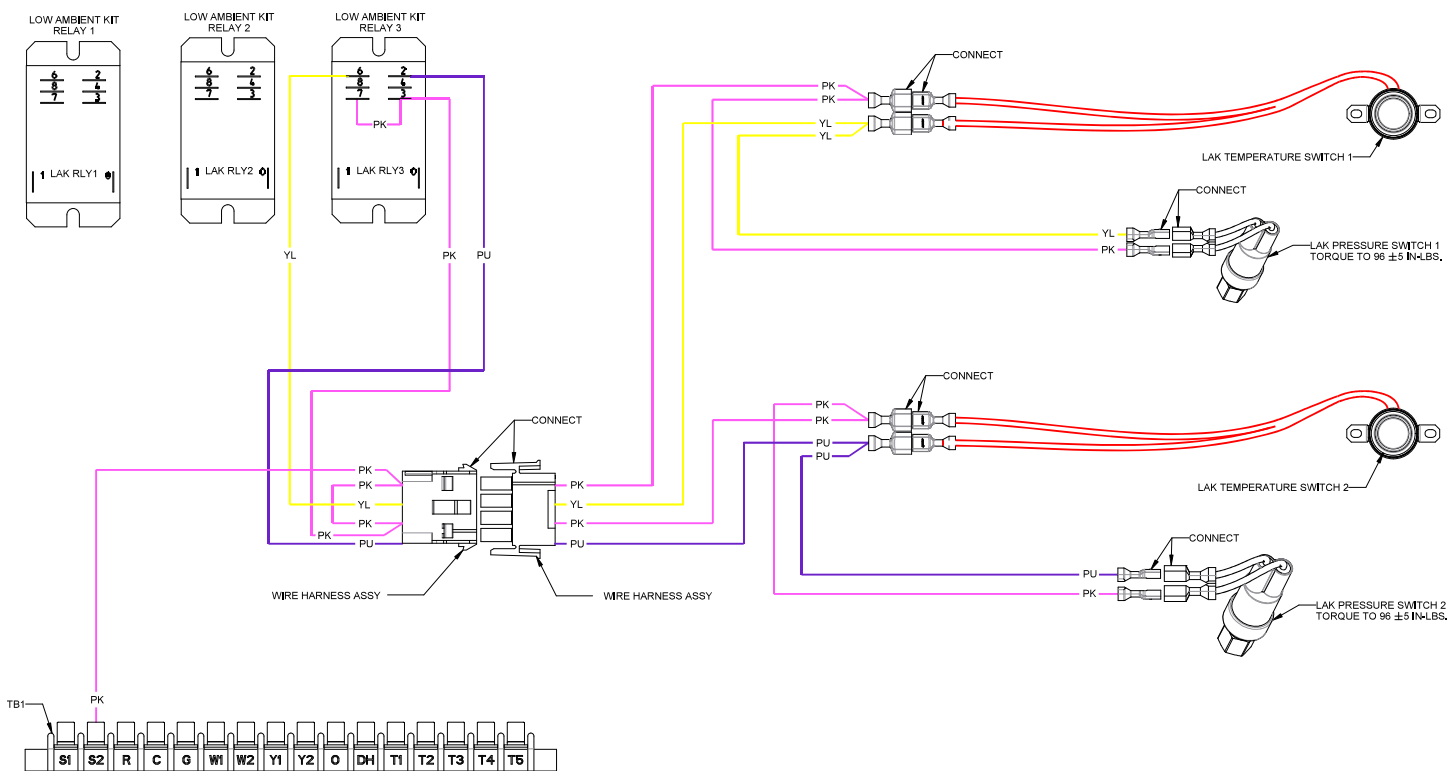 LOW AMBIENT KIT
RELAY 1
LOW AMBIENT KIT
RELAY 2
LOW AMBIENT KIT
RELAY 3
6 2
8 4
7 3
1 LAK RLY1 0
6 2
8 4
7 3
1 LAK RLY2 0
6 2
8 4
7 3
PK
1 LAK RLY3 0
YL
PK
PU
CONNECT
PK
PK
YL
YL
LAK TEMPERATURE SWITCH 1
CONNECT
YL
PK
LAK PRESSURE SWITCH 1
TORQUE TO 96 ±5 IN-LBS.
CONNECT
PK
PK
PU
PU
LAK TEMPERATURE SWITCH 2
CONNECT
PU
PK
LAK PRESSURE SWITCH 2
TORQUE TO 96 ±5 IN-LBS.
CONNECT
PK
PK
YL
PK
PK
PU
PK
YL
PK
PU
WIRE HARNESS ASSY
WIRE HARNESS ASSY
PK
TB1
S1 S2 R C G W1 W2 Y1 Y2 O DH T1 T2 T3 T4 T5